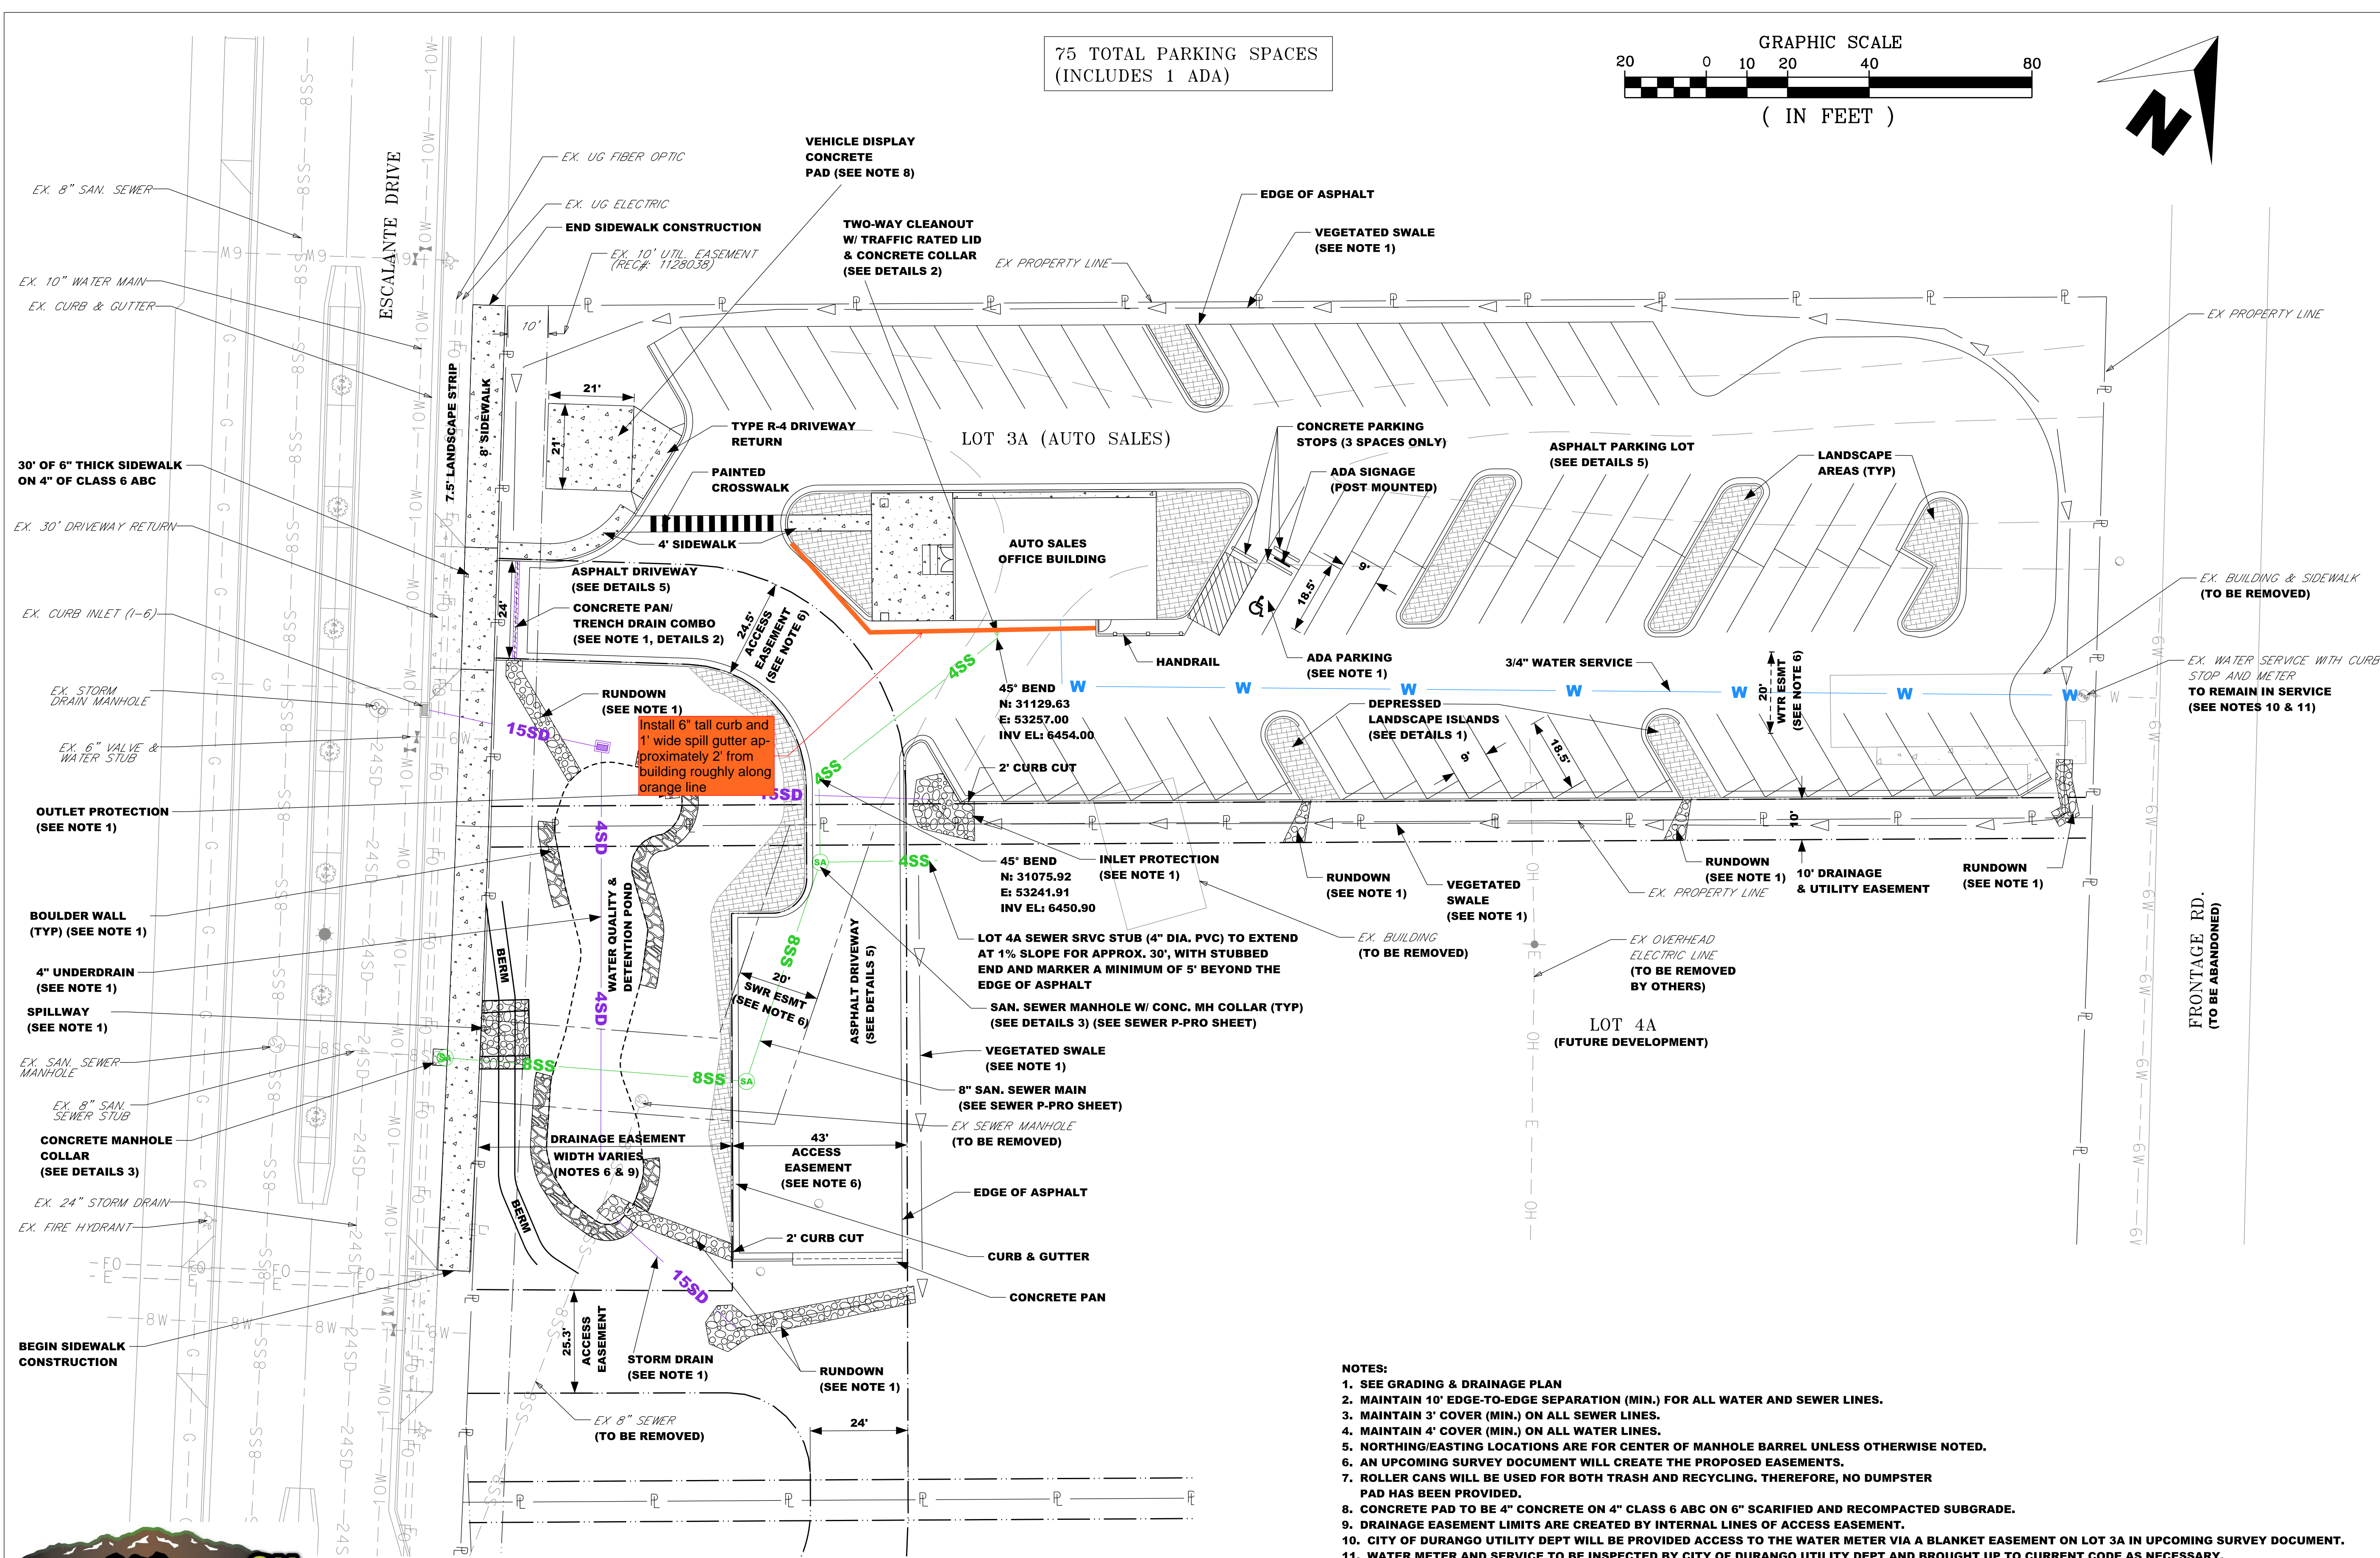 75 TOTAL PARKING SPACES
(INCLUDES 1 ADA)
GRAPHIC SCALE
20 0 10 20 40 80
( IN FEET )
N
ESCALANTE DRIVE
EX. 8" SAN. SEWER
EX. 10" WATER MAIN
EX. CURB & GUTTER
30' OF 6" THICK SIDEWALK
ON 4" OF CLASS 6 ABC
EX. 30' DRIVEWAY RETURN
EX. CURB INLET (I-6)
EX. STORM
DRAIN MANHOLE
EX. 6" VALVE &
WATER STUB
OUTLET PROTECTION
(SEE NOTE 1)
BOULDER WALL
(TYP) (SEE NOTE 1)
4" UNDERDRAIN
(SEE NOTE 1)
SPILLWAY
(SEE NOTE 1)
EX. SAN. SEWER
MANHOLE
EX. 8" SAN.
SEWER STUB
CONCRETE MANHOLE
COLLAR
(SEE DETAILS 3)
EX. 24" STORM DRAIN
EX. FIRE HYDRANT
BEGIN SIDEWALK
CONSTRUCTION
EX. UG FIBER OPTIC
EX. UG ELECTRIC
END SIDEWALK CONSTRUCTION
EX. 10' UTIL. EASEMENT
(REC#: 1128038)
10'
7.5' LANDSCAPE STRIP
8' SIDEWALK
21'
21'
VEHICLE DISPLAY
CONCRETE
PAD (SEE NOTE 8)
TWO-WAY CLEANOUT
W/ TRAFFIC RATED LID
& CONCRETE COLLAR
(SEE DETAILS 2)
EX PROPERTY LINE
EDGE OF ASPHALT
VEGETATED SWALE
(SEE NOTE 1)
EX PROPERTY LINE
TYPE R-4 DRIVEWAY
RETURN
PAINTED
CROSSWALK
4' SIDEWALK
LOT 3A (AUTO SALES)
AUTO SALES
OFFICE BUILDING
CONCRETE PARKING
STOPS (3 SPACES ONLY)
ADA SIGNAGE
(POST MOUNTED)
ASPHALT PARKING LOT
(SEE DETAILS 5)
LANDSCAPE
AREAS (TYP)
9'
18.5'
ASPHALT DRIVEWAY
(SEE DETAILS 5)
24'
CONCRETE PAN/
TRENCH DRAIN COMBO
(SEE NOTE 1, DETAILS 2)
24.5'
ACCESS
EASEMENT
(SEE NOTE 6)
RUNDOWN
(SEE NOTE 1)
Install 6" tall curb and
1' wide spill gutter ap-
proximately 2' from
building roughly along
orange line
15SD
15SD
4SS
4SS
4SS
HANDRAIL
ADA PARKING
(SEE NOTE 1)
3/4" WATER SERVICE
20'
WTR ESMT
(SEE NOTE 6)
EX. BUILDING & SIDEWALK
(TO BE REMOVED)
EX. WATER SERVICE WITH CURB
STOP AND METER
TO REMAIN IN SERVICE
(SEE NOTES 10 & 11)
W W W W W W W
45° BEND
N: 31129.63
E: 53257.00
INV EL: 6454.00
DEPRESSED
LANDSCAPE ISLANDS
(SEE DETAILS 1)
9'
18.5'
2' CURB CUT
10'
4SD
4SD
WATER QUALITY &
DETENTION POND
SA
45° BEND
N: 31075.92
E: 53241.91
INV EL: 6450.90
INLET PROTECTION
(SEE NOTE 1)
RUNDOWN
(SEE NOTE 1)
VEGETATED
SWALE
(SEE NOTE 1)
RUNDOWN
(SEE NOTE 1)
EX. PROPERTY LINE
10' DRAINAGE
& UTILITY EASEMENT
RUNDOWN
(SEE NOTE 1)
FRONTAGE RD.
(TO BE ABANDONED)
BERM
8SS
20'
SWR ESMT
(SEE NOTE 6)
ASPHALT DRIVEWAY
(SEE DETAILS 5)
LOT 4A SEWER SRVC STUB (4" DIA. PVC) TO EXTEND
AT 1% SLOPE FOR APPROX. 30', WITH STUBBED
END AND MARKER A MINIMUM OF 5' BEYOND THE
EDGE OF ASPHALT
EX. BUILDING
(TO BE REMOVED)
EX OVERHEAD
ELECTRIC LINE
(TO BE REMOVED
BY OTHERS)
SAN. SEWER MANHOLE W/ CONC. MH COLLAR (TYP)
(SEE DETAILS 3) (SEE SEWER P-PRO SHEET)
LOT 4A
(FUTURE DEVELOPMENT)
VEGETATED SWALE
(SEE NOTE 1)
SA 8SS 8SS SA
8" SAN. SEWER MAIN
(SEE SEWER P-PRO SHEET)
EX SEWER MANHOLE
(TO BE REMOVED)
DRAINAGE EASEMENT
WIDTH VARIES
(NOTES 6 & 9)
43'
ACCESS
EASEMENT
(SEE NOTE 6)
BERM
EDGE OF ASPHALT
2' CURB CUT
CURB & GUTTER
15SD
CONCRETE PAN
25.3'
ACCESS
EASEMENT
STORM DRAIN
(SEE NOTE 1)
RUNDOWN
(SEE NOTE 1)
EX 8" SEWER
(TO BE REMOVED)
24'
NOTES:
1. SEE GRADING & DRAINAGE PLAN
2. MAINTAIN 10' EDGE-TO-EDGE SEPARATION (MIN.) FOR ALL WATER AND SEWER LINES.
3. MAINTAIN 3' COVER (MIN.) ON ALL SEWER LINES.
4. MAINTAIN 4' COVER (MIN.) ON ALL WATER LINES.
5. NORTHING/EASTING LOCATIONS ARE FOR CENTER OF MANHOLE BARREL UNLESS OTHERWISE NOTED.
6. AN UPCOMING SURVEY DOCUMENT WILL CREATE THE PROPOSED EASEMENTS.
7. ROLLER CANS WILL BE USED FOR BOTH TRASH AND RECYCLING. THEREFORE, NO DUMPSTER
PAD HAS BEEN PROVIDED.
8. CONCRETE PAD TO BE 4" CONCRETE ON 4" CLASS 6 ABC ON 6" SCARIFIED AND RECOMPACTED SUBGRADE.
9. DRAINAGE EASEMENT LIMITS ARE CREATED BY INTERNAL LINES OF ACCESS EASEMENT.
10. CITY OF DURANGO UTILITY DEPT WILL BE PROVIDED ACCESS TO THE WATER METER VIA A BLANKET EASEMENT ON LOT 3A IN UPCOMING SURVEY DOCUMENT.
11. WATER METER AND SERVICE TO BE INSPECTED BY CITY OF DURANGO UTILITY DEPT AND BROUGHT UP TO CURRENT CODE AS NECESSARY.